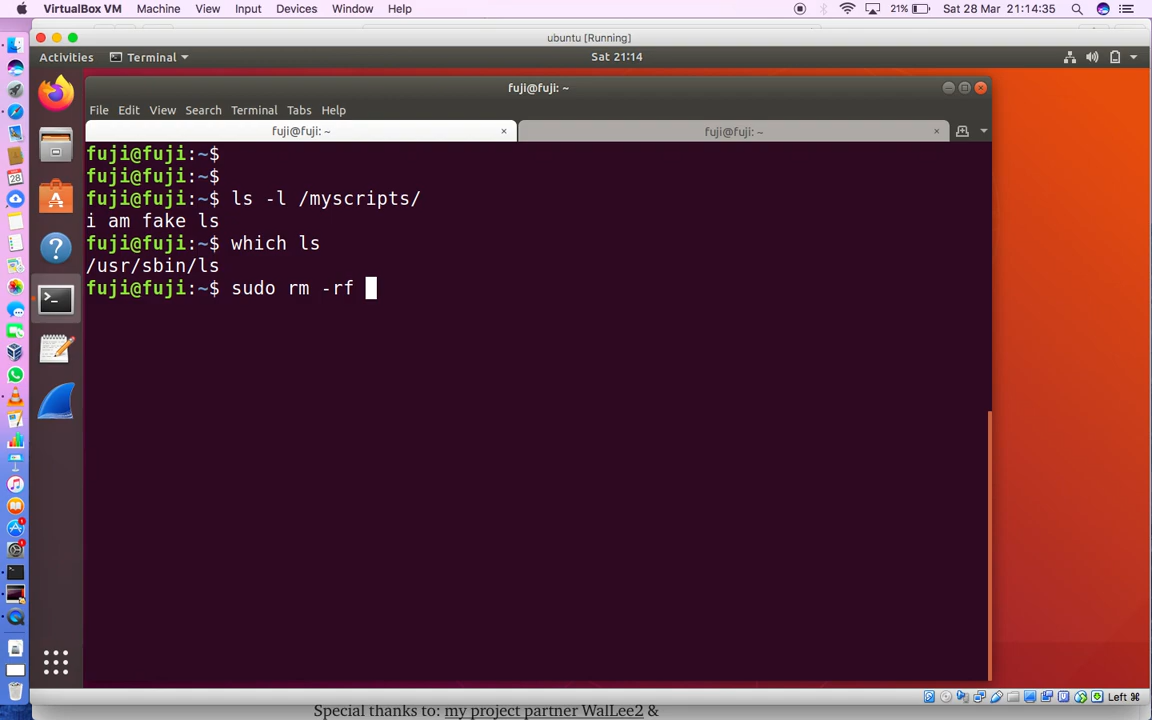 VirtualBox VM File Edit View Input Devices Window Help 21% Sat 28 Mar 21:14:35
ubuntu [Running]
Activities Terminal Sat 21:14
fuji@fuji: ~
File Edit View Search Terminal Tabs Help
fuji@fuji: ~ × fuji@fuji: ~ ×
fuji@fuji:~$
fuji@fuji:~$
fuji@fuji:~$ ls -l /myscripts/
i am fake ls
fuji@fuji:~$ which ls
/usr/sbin/ls
fuji@fuji:~$ sudo rm -rf
Left ⌘
Special thanks to: my project partner WalLee2 &